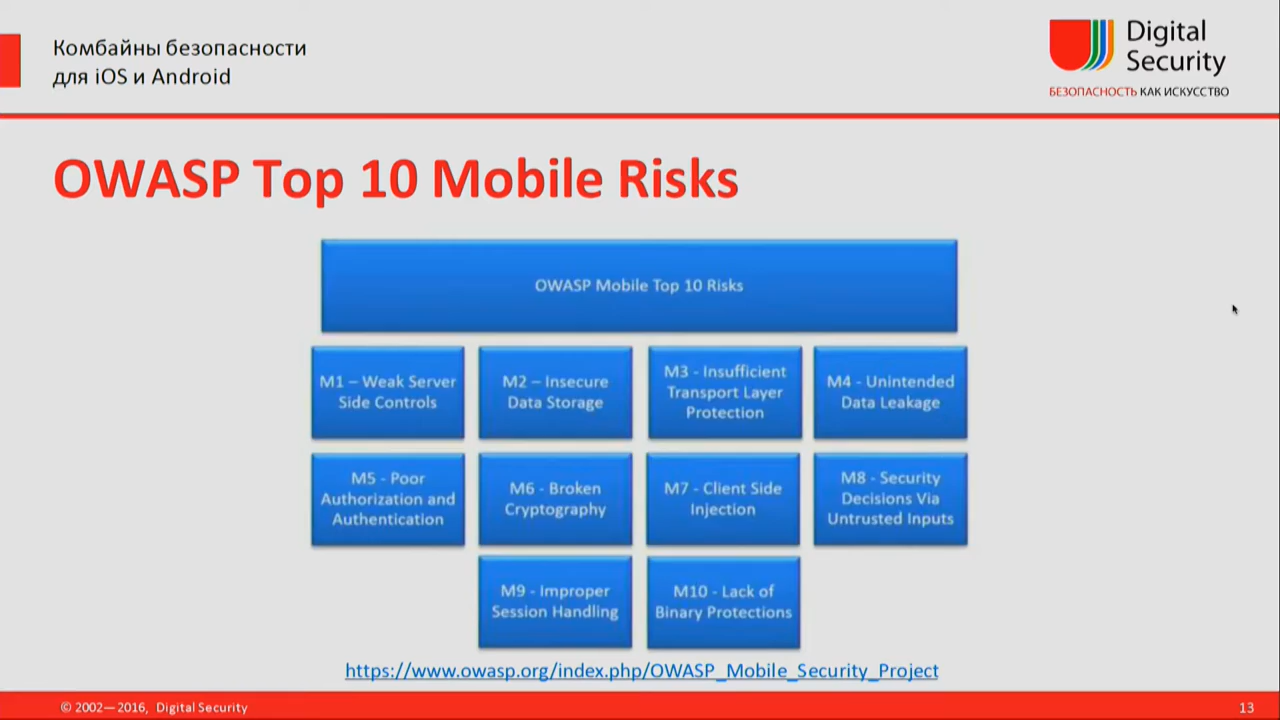 Комбайны безопасности
для iOS и Android
Digital
Security
БЕЗОПАСНОСТЬ КАК ИСКУССТВО
OWASP Top 10 Mobile Risks
OWASP Mobile Top 10 Risks
M1 – Weak Server
Side Controls
M2 – Insecure
Data Storage
M3 - Insufficient
Transport Layer
Protection
M4 - Unintended
Data Leakage
M5 - Poor
Authorization and
Authentication
M6 - Broken
Cryptography
M7 - Client Side
Injection
M8 - Security
Decisions Via
Untrusted Inputs
M9 - Improper
Session Handling
M10 - Lack of
Binary Protections
https://www.owasp.org/index.php/OWASP_Mobile_Security_Project
© 2002—2016, Digital Security
13